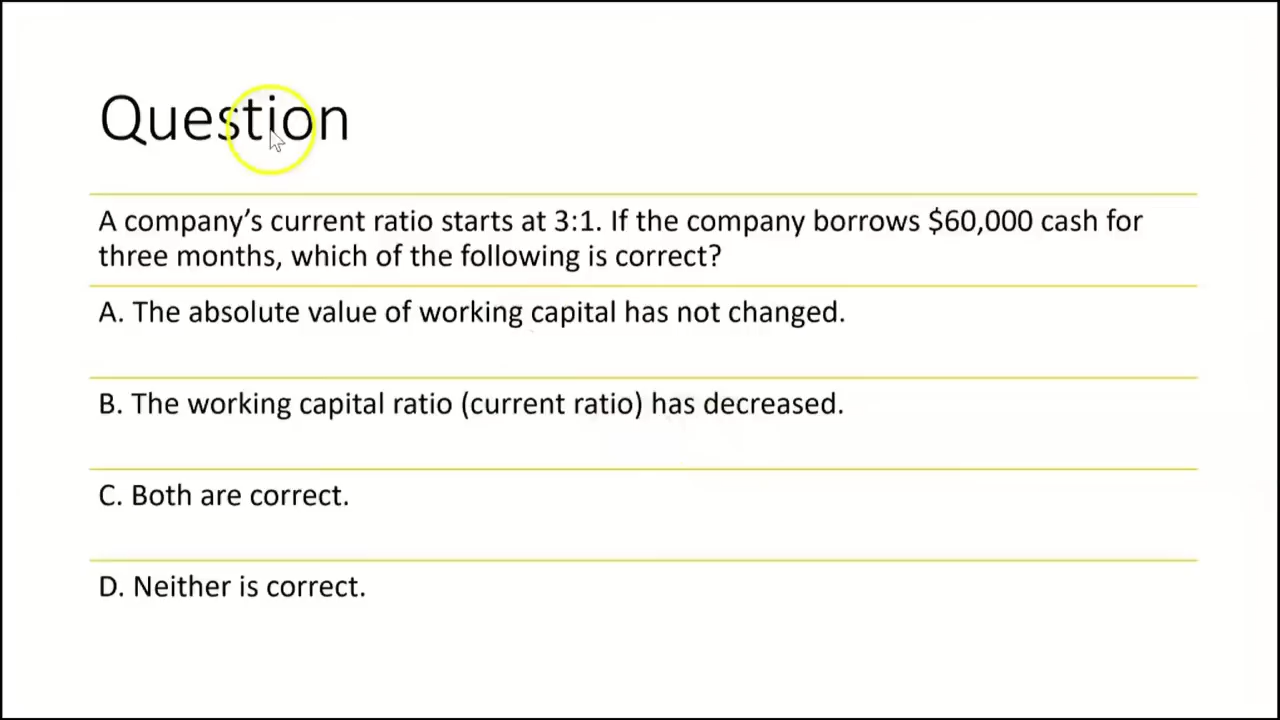 Question
A company’s current ratio starts at 3:1. If the company borrows $60,000 cash for
three months, which of the following is correct?
A. The absolute value of working capital has not changed.
B. The working capital ratio (current ratio) has decreased.
C. Both are correct.
D. Neither is correct.